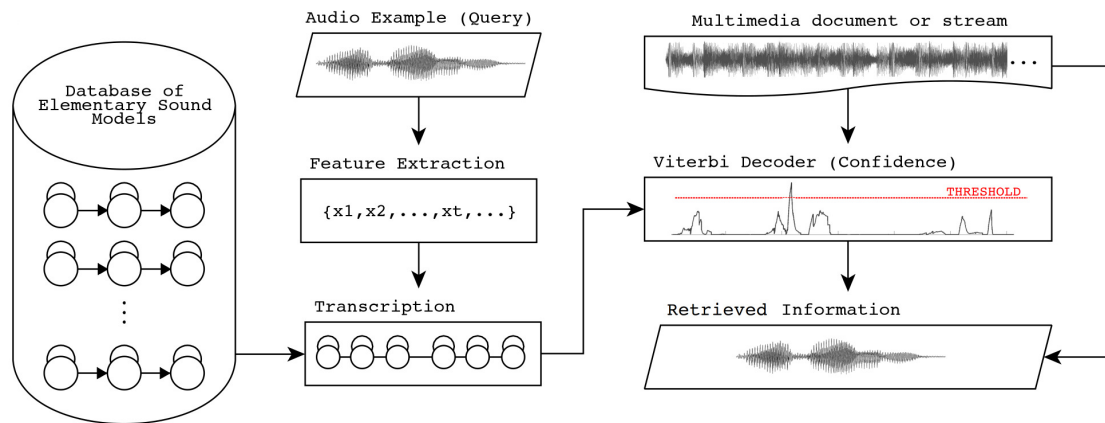 Database of
Elementary Sound
Models
Audio Example (Query)
Feature Extraction
{x1,x2,...,xt,...}
Transcription
Multimedia document or stream
...
Viterbi Decoder (Confidence)
THRESHOLD
Retrieved Information